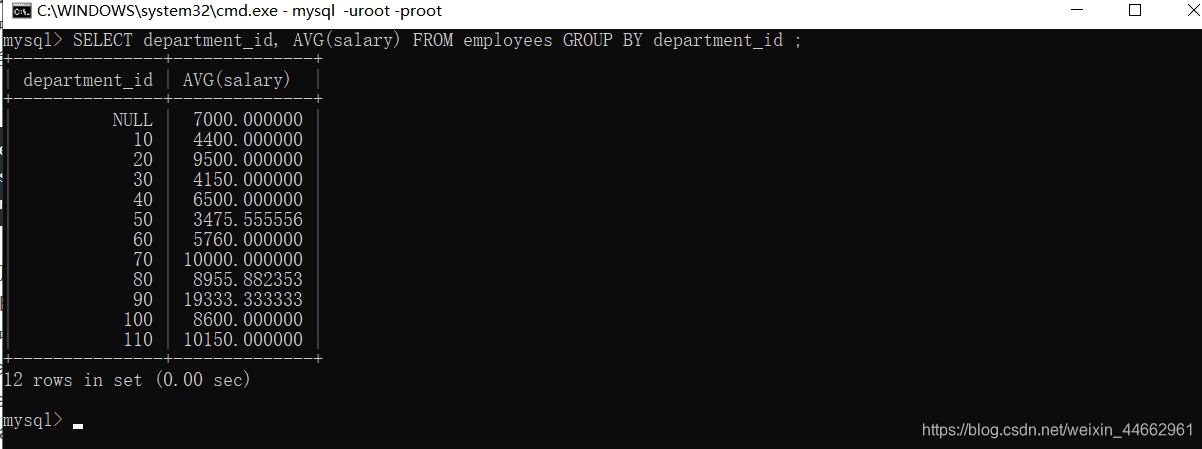 C:\WINDOWS\system32\cmd.exe - mysql -uroot -proot
mysql> SELECT department_id, AVG(salary) FROM employees GROUP BY department_id ;
+---------------+--------------+
| department_id | AVG(salary) |
+---------------+--------------+
| NULL | 7000.000000 |
| 10 | 4400.000000 |
| 20 | 9500.000000 |
| 30 | 4150.000000 |
| 40 | 6500.000000 |
| 50 | 3475.555556 |
| 60 | 5760.000000 |
| 70 | 10000.000000 |
| 80 | 8955.882353 |
| 90 | 19333.333333 |
| 100 | 8600.000000 |
| 110 | 10150.000000 |
+---------------+--------------+
12 rows in set (0.00 sec)
mysql>
https://blog.csdn.net/weixin_44662961